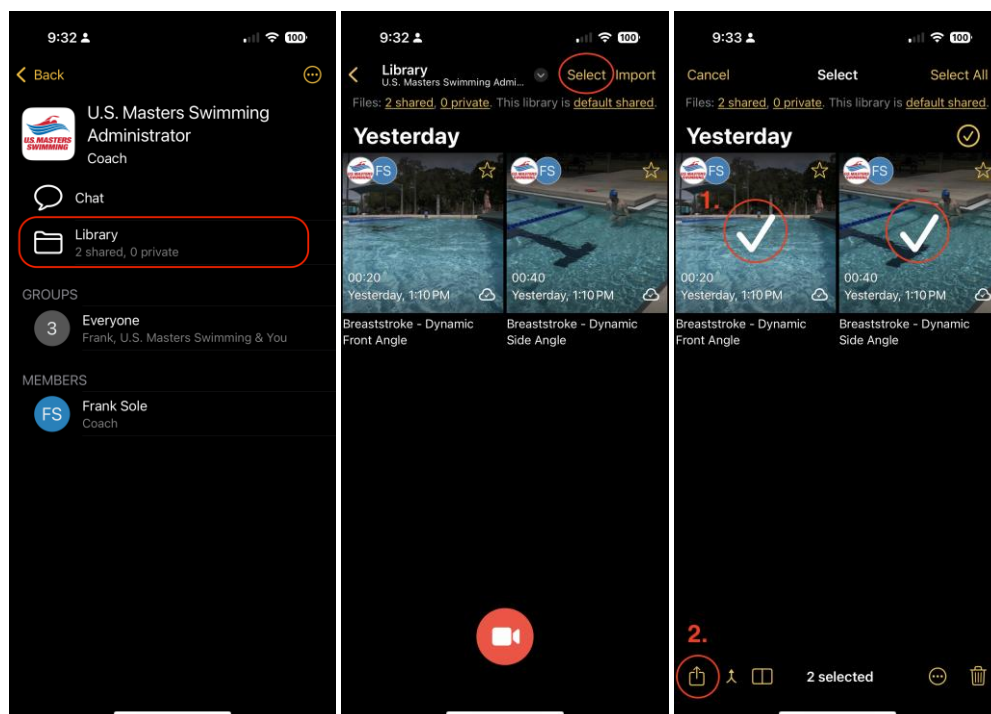 9:32
100
Back
U.S. Masters Swimming
Administrator
Coach
U.S. MASTERS
SWIMMING
Chat
Library
2 shared, 0 private
GROUPS
3
Everyone
Frank, U.S. Masters Swimming & You
MEMBERS
FS
Frank Sole
Coach
9:32
100
Library
U.S. Masters Swimming Admi...
Select
Import
Files: 2 shared, 0 private. This library is default shared.
Yesterday
FS
FS
00:20
Yesterday, 1:10 PM
00:40
Yesterday, 1:10 PM
Breaststroke - Dynamic
Front Angle
Breaststroke - Dynamic
Side Angle
9:33
100
Cancel
Select
Select All
Files: 2 shared, 0 private. This library is default shared.
Yesterday
FS
FS
1.
00:20
Yesterday, 1:10 PM
00:40
Yesterday, 1:10 PM
Breaststroke - Dynamic
Front Angle
Breaststroke - Dynamic
Side Angle
2.
2 selected